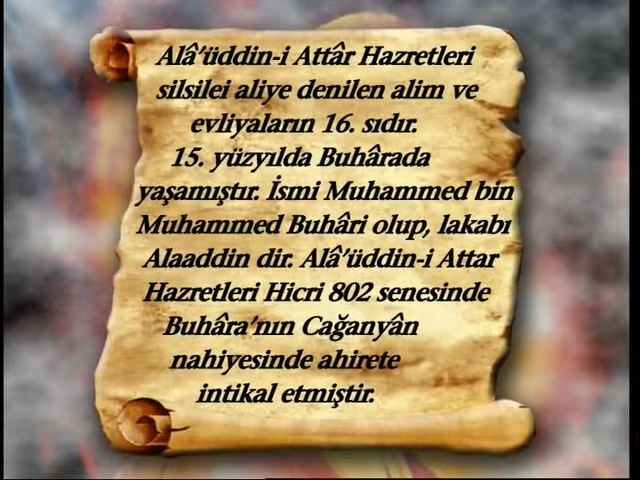 Alâ'üddin-i Attâr Hazretleri
silsilei aliye denilen alim ve
evliyaların 16. sıdır.
15. yüzyılda Buhârada
yaşamıştır. İsmi Muhammed bin
Muhammed Buhâri olup, lakabı
Alaaddin dir. Alâ'üddin-i Attar
Hazretleri Hicri 802 senesinde
Buhâra'nın Cağanyân
nahiyesinde ahirete
intikal etmiştir.